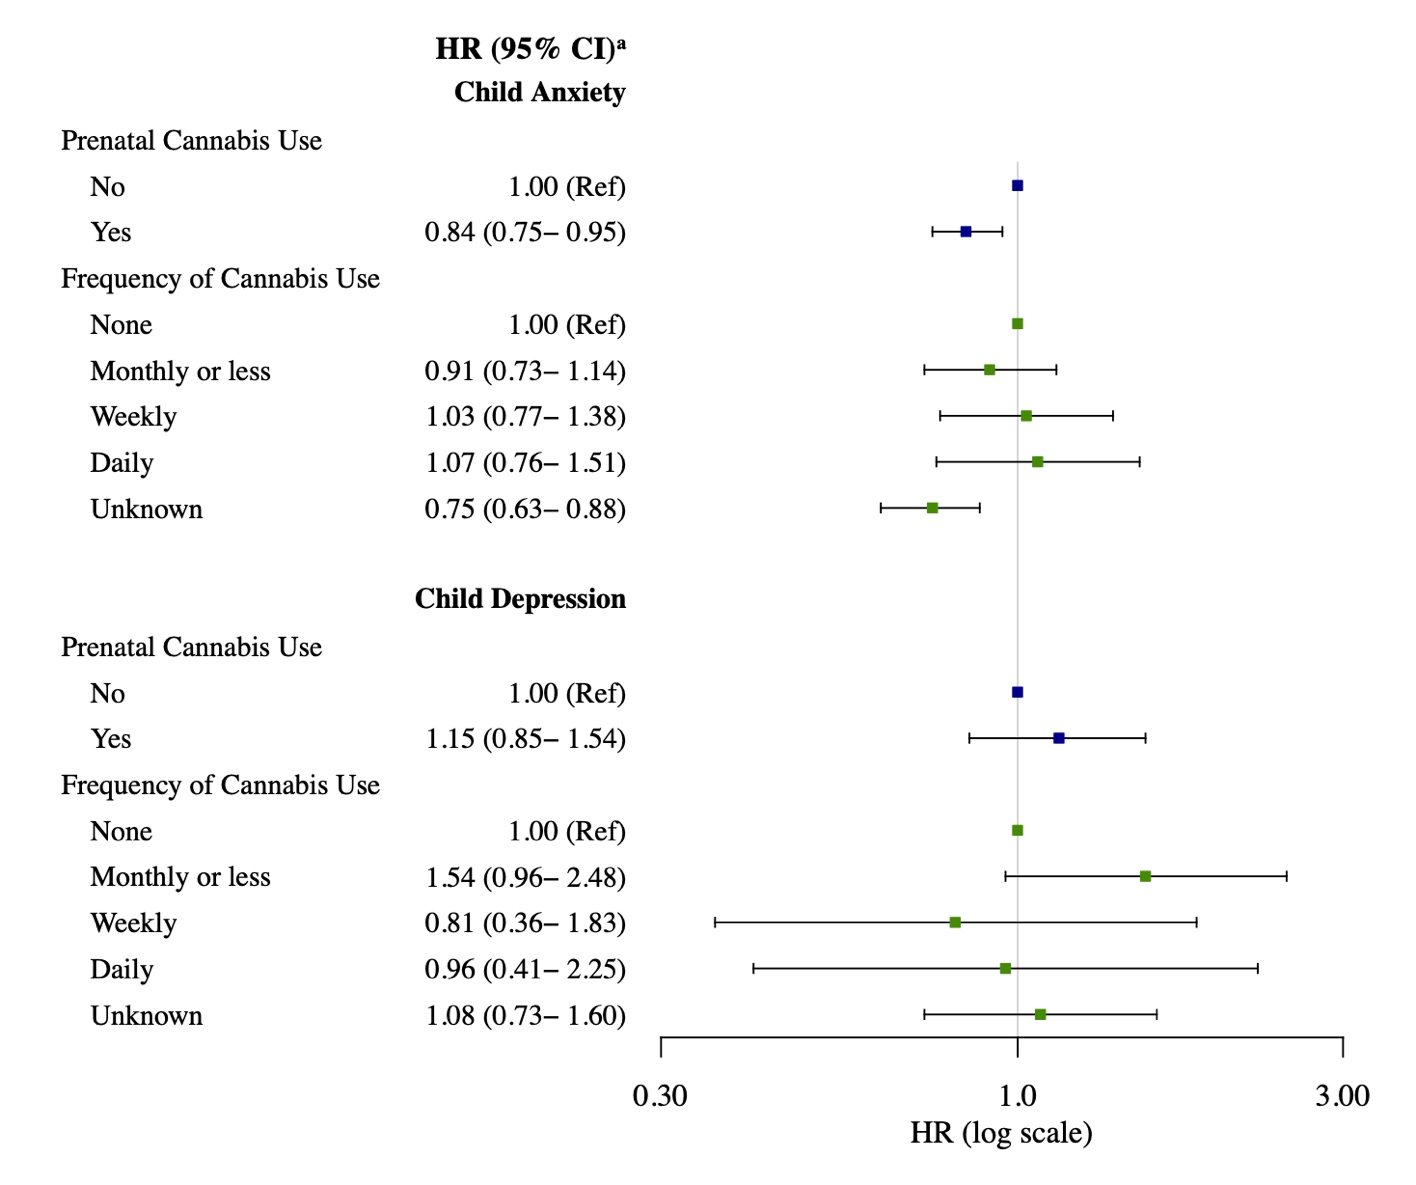 HR (95% CI)ᵃ
Child Anxiety
Prenatal Cannabis Use
No 1.00 (Ref)
Yes 0.84 (0.75– 0.95)
Frequency of Cannabis Use
None 1.00 (Ref)
Monthly or less 0.91 (0.73– 1.14)
Weekly 1.03 (0.77– 1.38)
Daily 1.07 (0.76– 1.51)
Unknown 0.75 (0.63– 0.88)
Child Depression
Prenatal Cannabis Use
No 1.00 (Ref)
Yes 1.15 (0.85– 1.54)
Frequency of Cannabis Use
None 1.00 (Ref)
Monthly or less 1.54 (0.96– 2.48)
Weekly 0.81 (0.36– 1.83)
Daily 0.96 (0.41– 2.25)
Unknown 1.08 (0.73– 1.60)
0.30 1.0 3.00
HR (log scale)